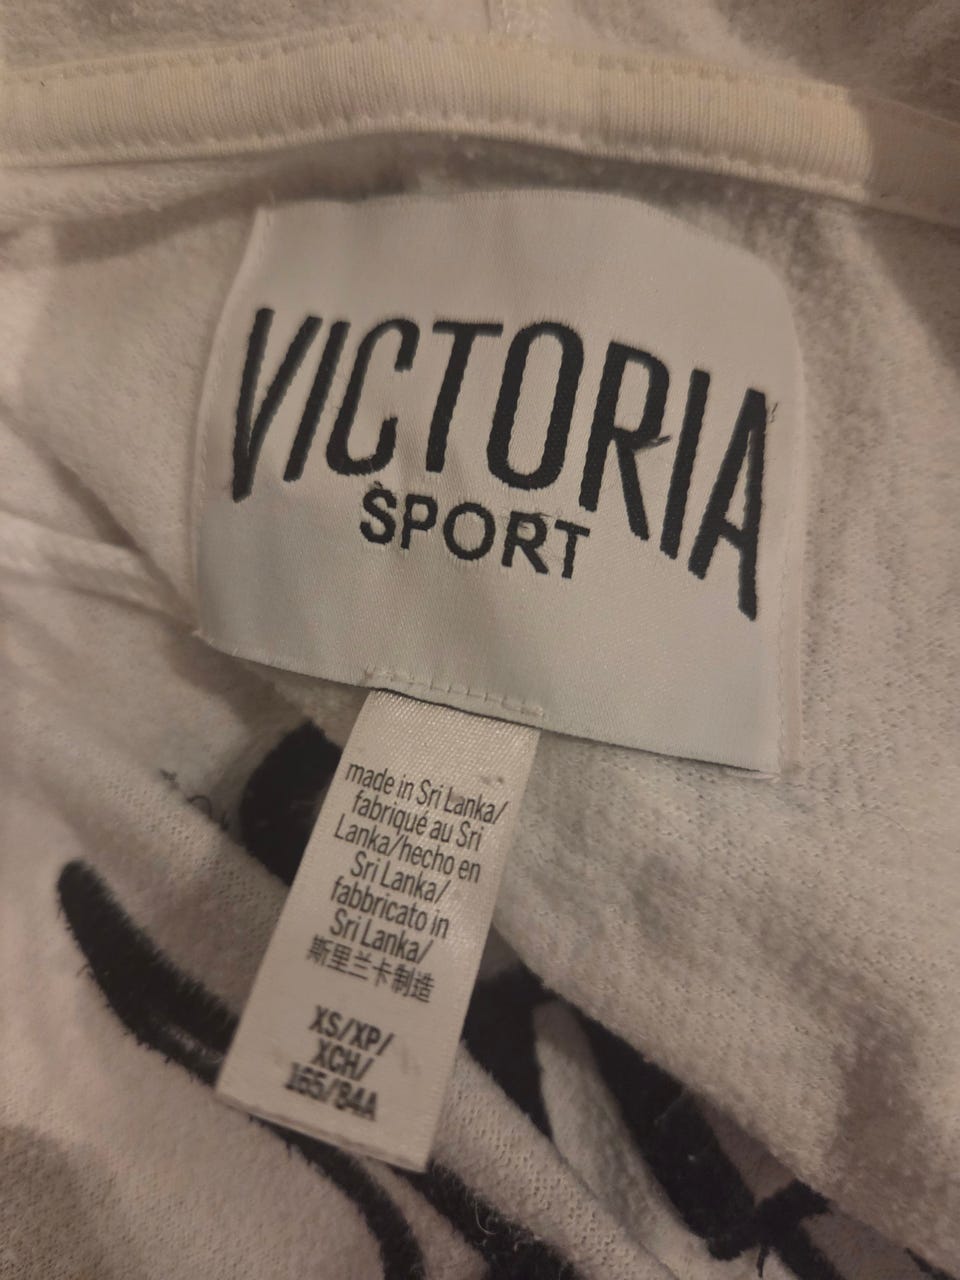 VICTORIA
SPORT
made in Sri Lanka/
fabriqué au Sri
Lanka/hecho en
Sri Lanka/
fabbricato in
Sri Lanka/
斯里兰卡制造
XS/XP/
XCH/
165/84A